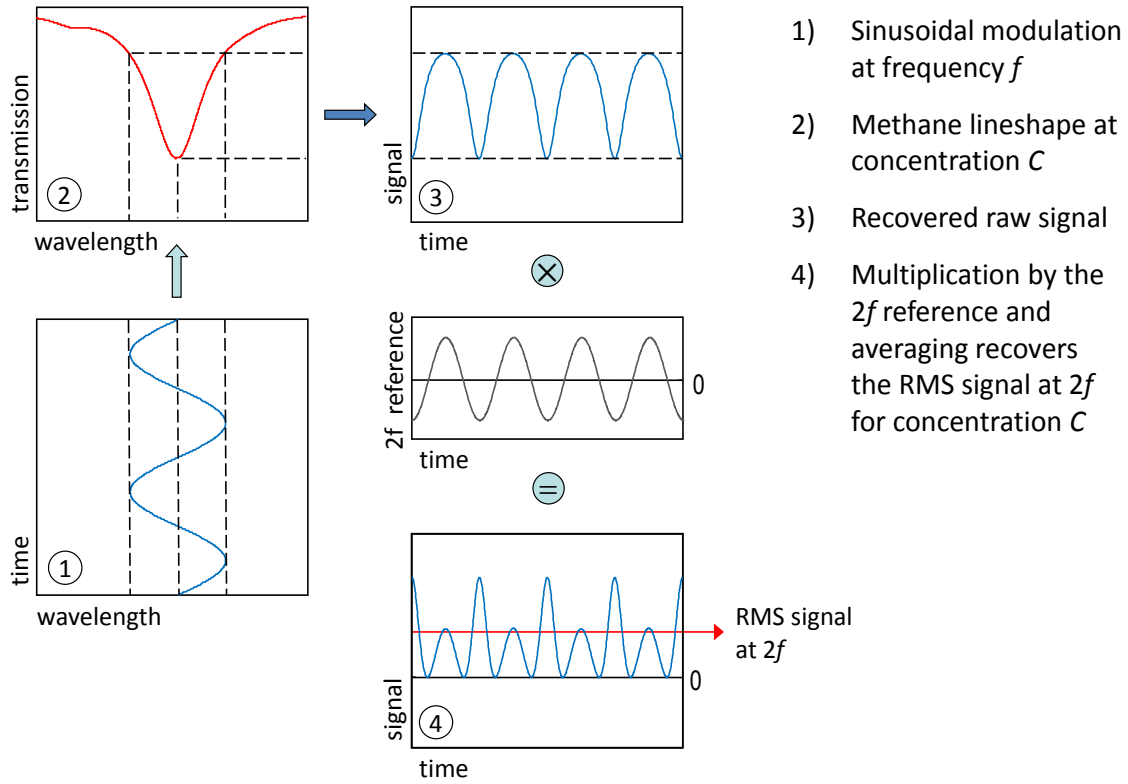 transmission
2
wavelength
signal
3
time
1) Sinusoidal modulation
at frequency f
2) Methane lineshape at
concentration C
3) Recovered raw signal
4) Multiplication by the
2f reference and
averaging recovers
the RMS signal at 2f
for concentration C
×
2f reference
0
time
=
time
1
wavelength
signal
4
0
time
RMS signal
at 2f